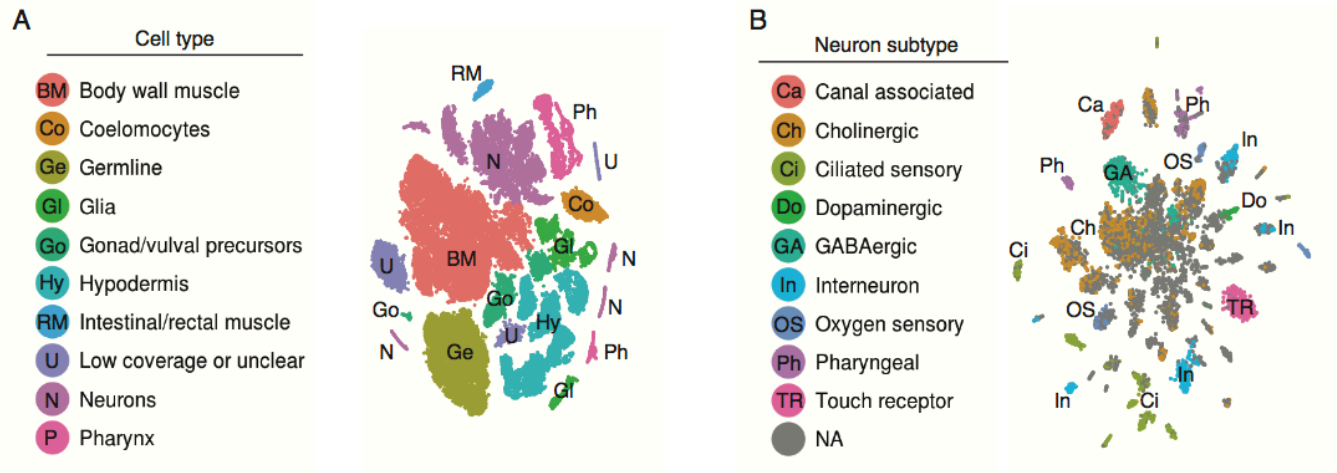 A
Cell type
BM Body wall muscle
Co Coelomocytes
Ge Germline
Gl Glia
Go Gonad/vulval precursors
Hy Hypodermis
RM Intestinal/rectal muscle
U Low coverage or unclear
N Neurons
P Pharynx
RM
Ph
N
U
Co
BM
Gl
N
U
Go
Go
N
Hy
U
N
Ge
Ph
Gl
B
Neuron subtype
Ca Canal associated
Ch Cholinergic
Ci Ciliated sensory
Do Dopaminergic
GA GABAergic
In Interneuron
OS Oxygen sensory
Ph Pharyngeal
TR Touch receptor
NA
Ca
Ph
In
OS
Ph
GA
Do
Ch
In
Ci
TR
OS
In
In
Ci